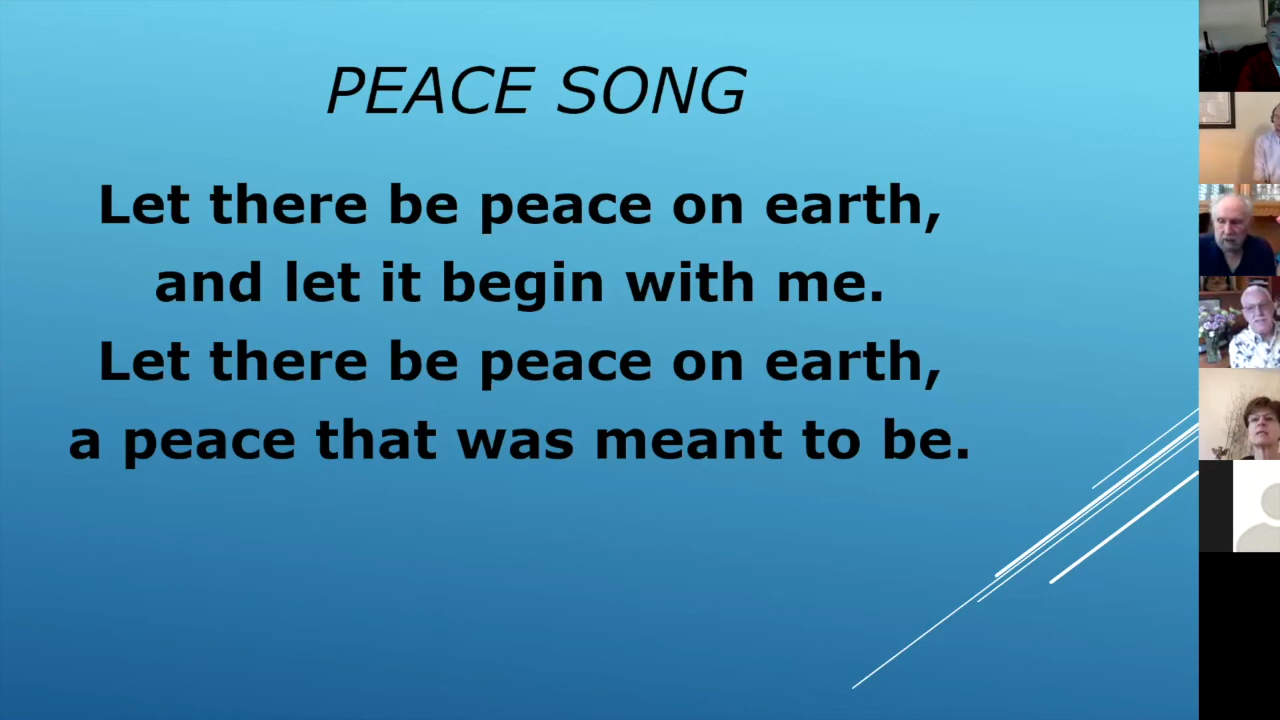 PEACE SONG
Let there be peace on earth,
and let it begin with me.
Let there be peace on earth,
a peace that was meant to be.